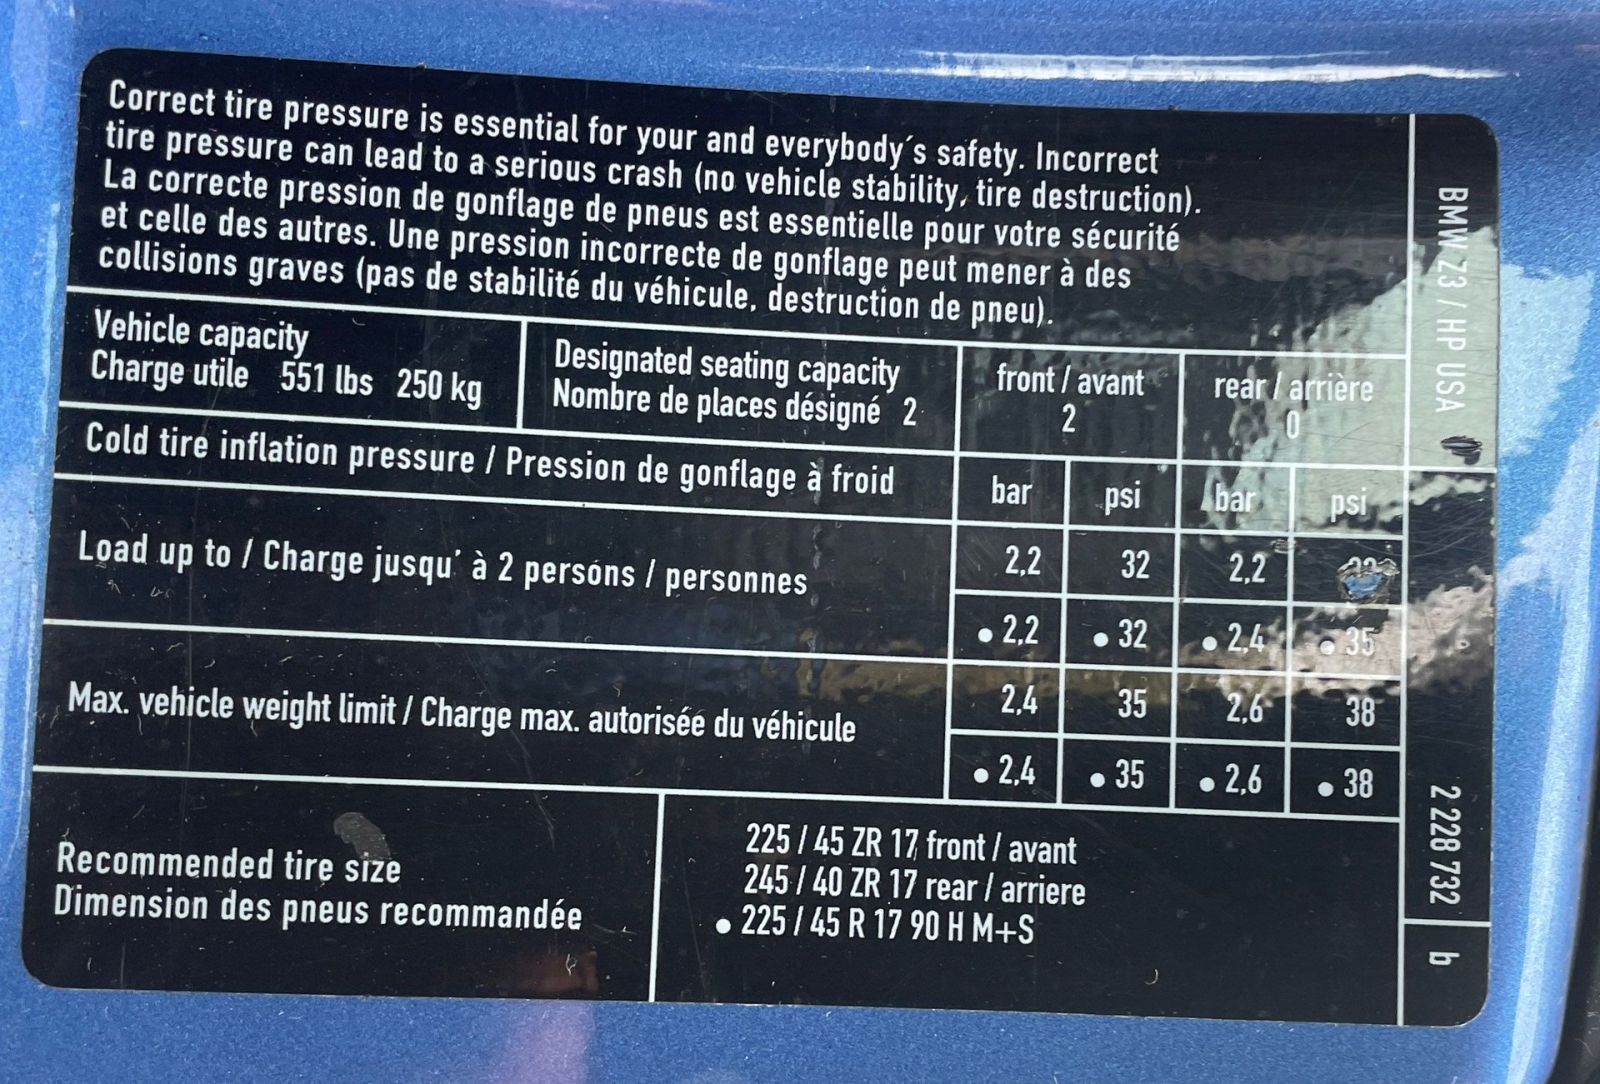 Correct tire pressure is essential for your and everybody´s safety. Incorrect
tire pressure can lead to a serious crash (no vehicle stability, tire destruction).
La correcte pression de gonflage de pneus est essentielle pour votre sécurité
et celle des autres. Une pression incorrecte de gonflage peut mener à des
collisions graves (pas de stabilité du véhicule, destruction de pneu).
Vehicle capacity
Charge utile 551 lbs 250 kg
Designated seating capacity
Nombre de places désigné 2
front / avant
2
rear / arrière
0
Cold tire inflation pressure / Pression de gonflage à froid
bar psi bar psi
Load up to / Charge jusqu' à 2 persons / personnes
2,2 32 2,2
• 2,2 • 32 • 2,4 • 35
Max. vehicle weight limit / Charge max. autorisée du véhicule
2,4 35 2,6 38
• 2,4 • 35 • 2,6 • 38
Recommended tire size
Dimension des pneus recommandée
225 / 45 ZR 17 front / avant
245 / 40 ZR 17 rear / arriere
• 225 / 45 R 17 90 H M+S
BMW Z3 / HP USA
2 228 732
b